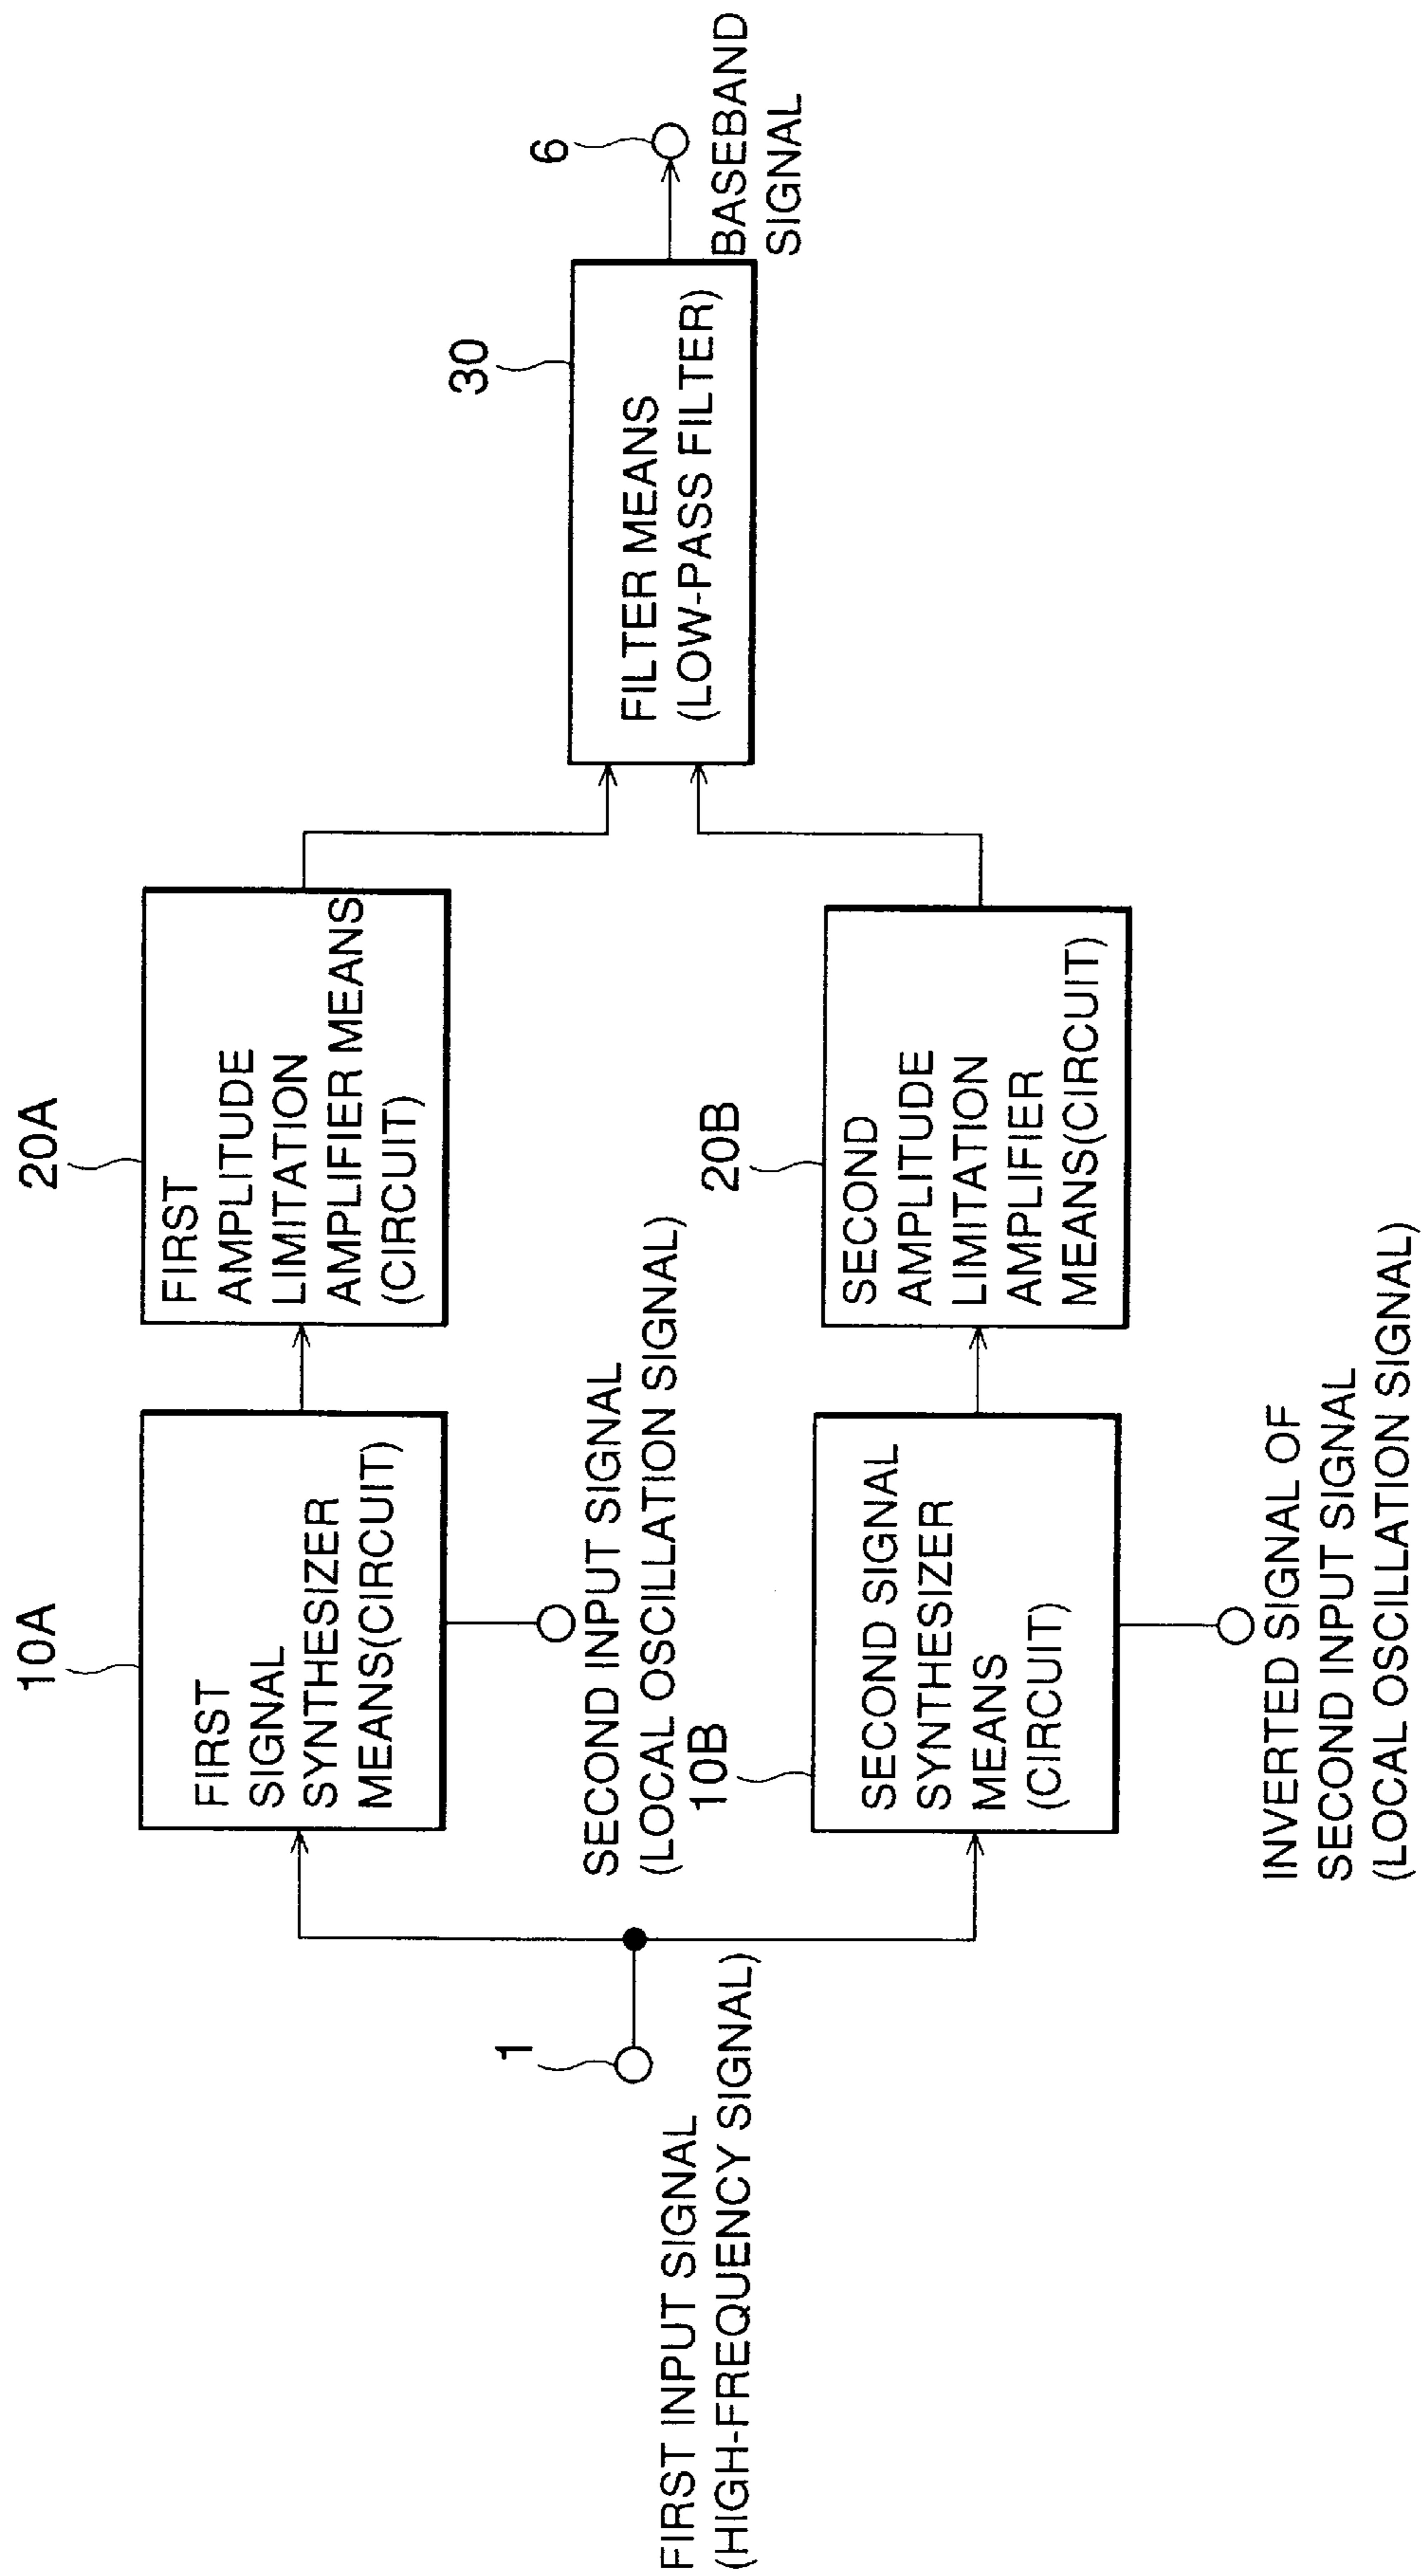 FIRST INPUT SIGNAL
(HIGH-FREQUENCY SIGNAL)
1
10A
FIRST
SIGNAL
SYNTHESIZER
MEANS(CIRCUIT)
SECOND INPUT SIGNAL
(LOCAL OSCILLATION SIGNAL)
20A
FIRST
AMPLITUDE
LIMITATION
AMPLIFIER MEANS
(CIRCUIT)
10B
SECOND SIGNAL
SYNTHESIZER
MEANS
(CIRCUIT)
INVERTED SIGNAL OF
SECOND INPUT SIGNAL
(LOCAL OSCILLATION SIGNAL)
20B
SECOND
AMPLITUDE
LIMITATION
AMPLIFIER
MEANS(CIRCUIT)
30
FILTER MEANS
(LOW-PASS FILTER)
6
BASEBAND
SIGNAL